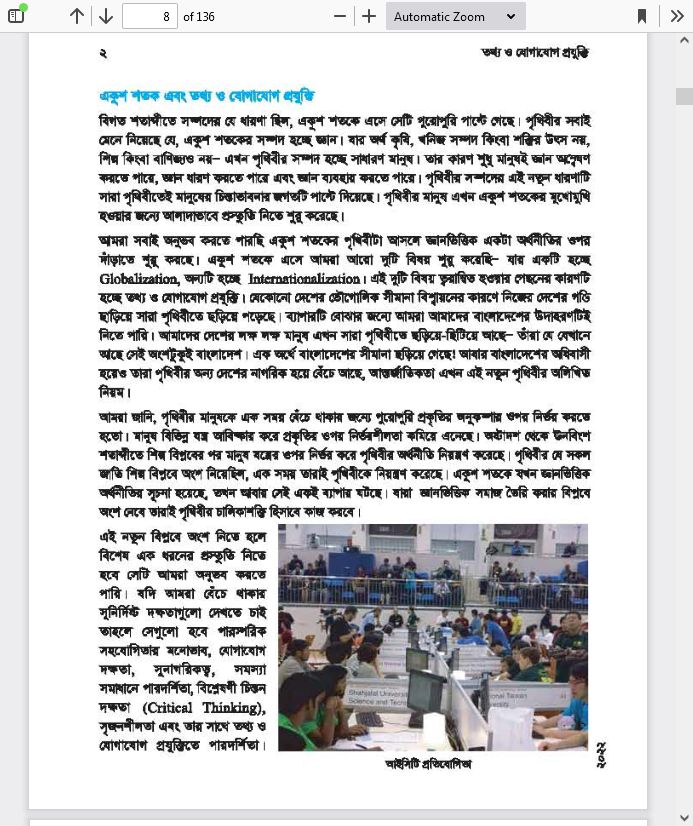 8 of 136
Automatic Zoom
২ তথ্য ও যোগাযোগ প্রযুক্তি
একুশ শতক এবং তথ্য ও যোগাযোগ প্রযুক্তি
বিগত শতাব্দীতে সম্পদের যে ধারণা ছিল, একুশ শতকে এসে সেটি পুরোপুরি পাল্টে গেছে। পৃথিবীর সবাই
মেনে নিয়েছে যে, একুশ শতকের সম্পদ হচ্ছে জ্ঞান। যার অর্থ কৃষি, খনিজ সম্পদ কিংবা শক্তির উৎস নয়,
শিল্প কিংবা বাণিজ্যও নয়– এখন পৃথিবীর সম্পদ হচ্ছে সাধারণ মানুষ। তার কারণ শুধু মানুষই জ্ঞান অন্বেষণ
করতে পারে, জ্ঞান ধারণ করতে পারে এবং জ্ঞান ব্যবহার করতে পারে। পৃথিবীর সম্পদের এই নতুন ধারণাটি
সারা পৃথিবীতেই মানুষের চিন্তাভাবনার জগতটি পাল্টে দিয়েছে। পৃথিবীর মানুষ এখন একুশ শতকের মুখোমুখি
হওয়ার জন্যে আলাদাভাবে প্রস্তুতি নিতে শুরু করেছে।
আমরা সবাই অনুভব করতে পারছি একুশ শতকের পৃথিবীটা আসলে জ্ঞানভিত্তিক একটা অর্থনীতির ওপর
দাঁড়াতে শুরু করছে। একুশ শতকে এসে আমরা আরো দুটি বিষয় শুরু করেছি– যার একটি হচ্ছে
Globalization, অন্যটি হচ্ছে Internationalization। এই দুটি বিষয় ত্বরান্বিত হওয়ার পেছনের কারণটি
হচ্ছে তথ্য ও যোগাযোগ প্রযুক্তি। যেকোনো দেশের ভৌগোলিক সীমানা বিশ্বায়নের কারণে নিজের দেশের গণ্ডি
ছাড়িয়ে সারা পৃথিবীতে ছড়িয়ে পড়েছে। ব্যাপারটি বোঝার জন্যে আমরা আমাদের বাংলাদেশের উদাহরণটিই
নিতে পারি। আমাদের দেশের লক্ষ লক্ষ মানুষ এখন সারা পৃথিবীতে ছড়িয়ে-ছিটিয়ে আছে– তাঁরা যে যেখানে
আছে সেই অংশটুকুই বাংলাদেশ। এক অর্থে বাংলাদেশের সীমানা ছড়িয়ে গেছে! আবার বাংলাদেশের অধিবাসী
হয়েও তারা পৃথিবীর অন্য দেশের নাগরিক হয়ে বেঁচে আছে, আন্তর্জাতিকতা এখন এই নতুন পৃথিবীর অলিখিত
নিয়ম।
আমরা জানি, পৃথিবীর মানুষকে এক সময় বেঁচে থাকার জন্যে পুরোপুরি প্রকৃতির অনুকম্পার ওপর নির্ভর করতে
হতো। মানুষ বিভিন্ন যন্ত্র আবিষ্কার করে প্রকৃতির ওপর নির্ভরশীলতা কমিয়ে এনেছে। অষ্টাদশ থেকে ঊনবিংশ
শতাব্দীতে শিল্প বিপ্লবের পর মানুষ যন্ত্রের ওপর নির্ভর করে পৃথিবীর অর্থনীতি নিয়ন্ত্রণ করেছে। পৃথিবীর যে সকল
জাতি শিল্প বিপ্লবে অংশ নিয়েছিল, এক সময় তারাই পৃথিবীকে নিয়ন্ত্রণ করেছে। একুশ শতকে যখন জ্ঞানভিত্তিক
অর্থনীতির সূচনা হয়েছে, তখন আবার সেই একই ব্যাপার ঘটছে। যারা জ্ঞানভিত্তিক সমাজ তৈরি করার বিপ্লবে
অংশ নেবে তারাই পৃথিবীর চালিকাশক্তি হিসাবে কাজ করবে।
এই নতুন বিপ্লবে অংশ নিতে হলে
বিশেষ এক ধরনের প্রস্তুতি নিতে
হবে সেটি আমরা অনুভব করতে
পারি। যদি আমরা বেঁচে থাকার
সুনির্দিষ্ট দক্ষতাগুলো দেখতে চাই
তাহলে সেগুলো হবে পারস্পরিক
সহযোগিতার মনোভাব, যোগাযোগ
দক্ষতা, সুনাগরিকত্ব, সমস্যা
সমাধানে পারদর্শিতা, বিশ্লেষণী চিন্তন
দক্ষতা (Critical Thinking),
সৃজনশীলতা এবং তার সাথে তথ্য ও
যোগাযোগ প্রযুক্তিতে পারদর্শিতা।
Shahjalal Universit
Science and Tech
onal Taiwan
versity
আইসিটি প্রতিযোগিতা
২০২২